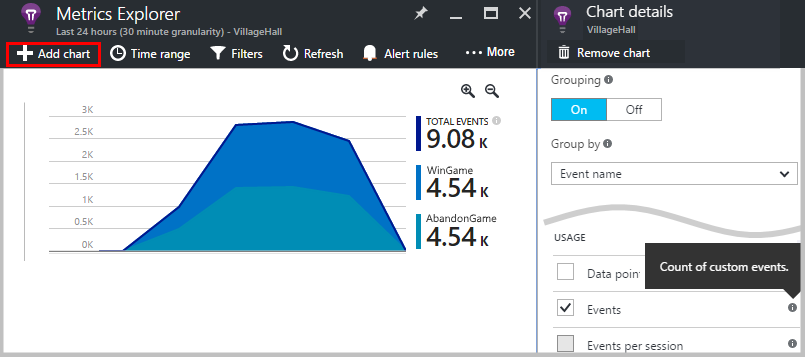 Metrics Explorer
Last 24 hours (30 minute granularity) - VillageHall
Add chart
Time range
Filters
Refresh
Alert rules
More
3K
2.5K
2K
1.5K
1K
0.5K
0K
TOTAL EVENTS
9.08 K
WinGame
4.54 K
AbandonGame
4.54 K
Chart details
VillageHall
Remove chart
Grouping
On Off
Group by
Event name
USAGE
Count of custom events.
Data poin
Events
Events per session